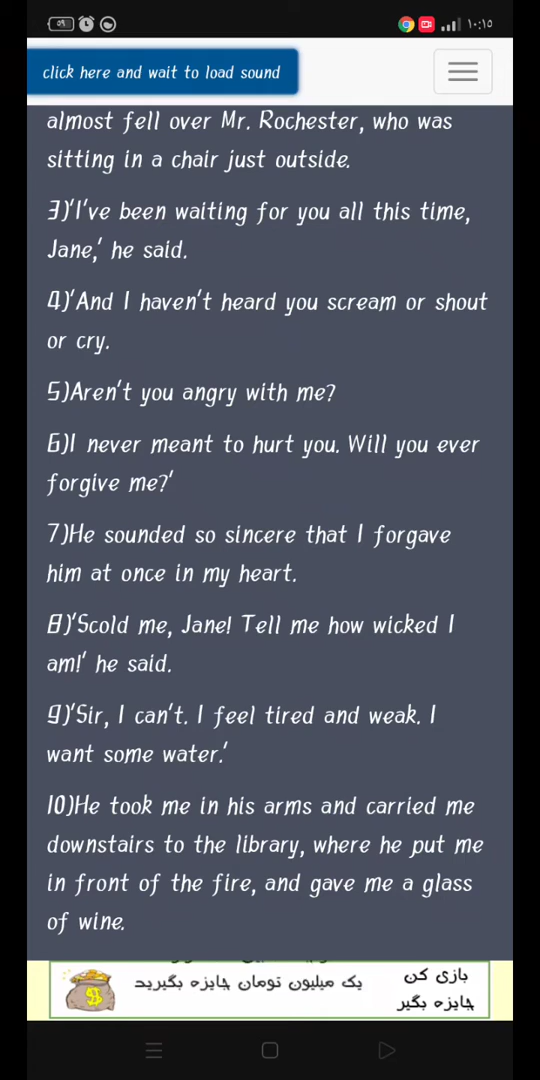 ۵۹
۱۰:۱۵
click here and wait to load sound
almost fell over Mr. Rochester, who was
sitting in a chair just outside.
3)'I've been waiting for you all this time,
Jane,' he said.
4)'And I haven't heard you scream or shout
or cry.
5)Aren't you angry with me?
6)I never meant to hurt you. Will you ever
forgive me?'
7)He sounded so sincere that I forgave
him at once in my heart.
8)'Scold me, Jane! Tell me how wicked I
am!' he said.
9)'Sir, I can't. I feel tired and weak. I
want some water.'
10)He took me in his arms and carried me
downstairs to the library, where he put me
in front of the fire, and gave me a glass
of wine.
بازی کن
یک میلیون تومان جایزه بگیرید
جایزه بگیر
$